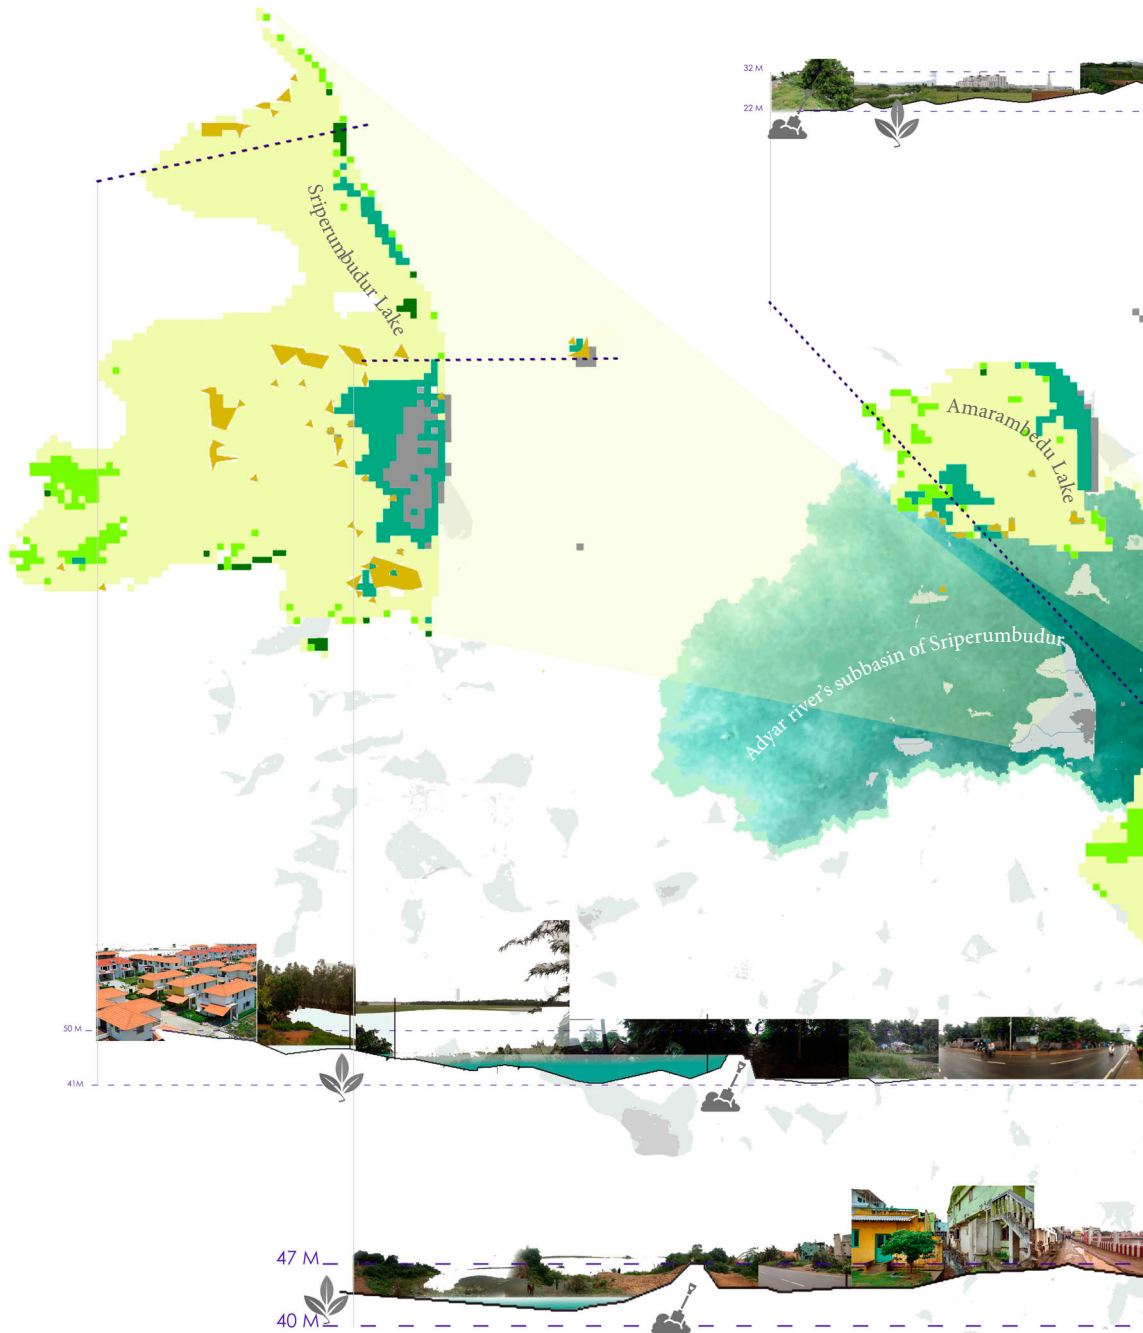 32 M
22 M
Sriperumbudur Lake
Amarambedu Lake
Adyar river's subbasin of Sriperumbudur
50 M
41M
47 M
40 M